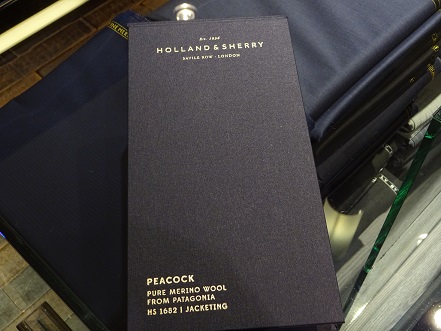 Est. 1836
HOLLAND & SHERRY
SAVILE ROW · LONDON
PEACOCK
PURE MERINO WOOL
FROM PATAGONIA
HS 1682 | JACKETING